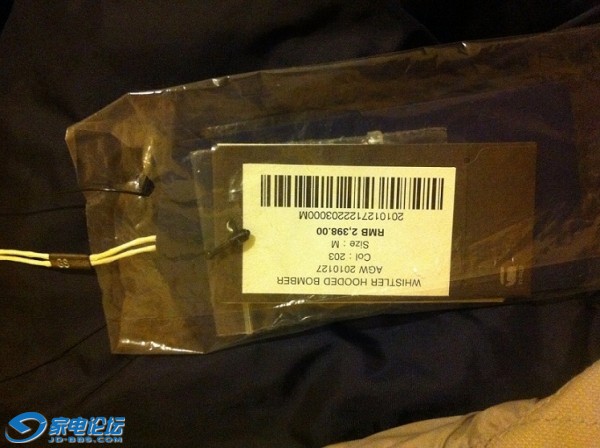 WHISTLER HOODED BOMBER
AGW 2010127
Col : 203
Size : M
RMB 2,398.00
2010127122203000M
家电论坛
JD-BBS.COM